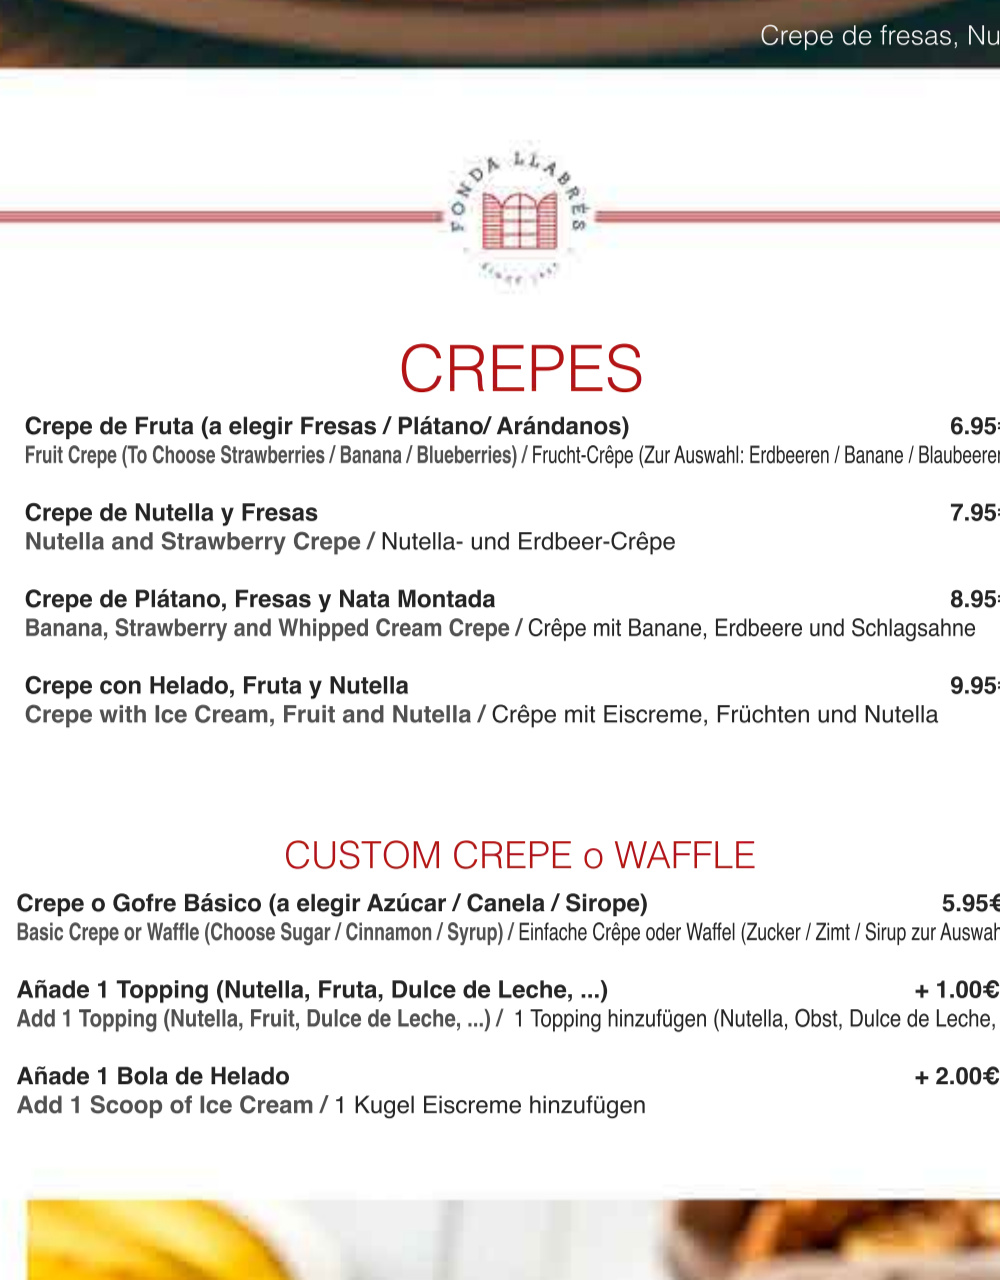 Crepe de fresas, Nu
FONDA LLABRÉS
SINCE
CREPES
Crepe de Fruta (a elegir Fresas / Plátano/ Arándanos) 6.95
Fruit Crepe (To Choose Strawberries / Banana / Blueberries) / Frucht-Crêpe (Zur Auswahl: Erdbeeren / Banane / Blaubeeren
Crepe de Nutella y Fresas 7.95
Nutella and Strawberry Crepe / Nutella- und Erdbeer-Crêpe
Crepe de Plátano, Fresas y Nata Montada 8.95
Banana, Strawberry and Whipped Cream Crepe / Crêpe mit Banane, Erdbeere und Schlagsahne
Crepe con Helado, Fruta y Nutella 9.95
Crepe with Ice Cream, Fruit and Nutella / Crêpe mit Eiscreme, Früchten und Nutella
CUSTOM CREPE o WAFFLE
Crepe o Gofre Básico (a elegir Azúcar / Canela / Sirope) 5.95€
Basic Crepe or Waffle (Choose Sugar / Cinnamon / Syrup) / Einfache Crêpe oder Waffel (Zucker / Zimt / Sirup zur Auswah
Añade 1 Topping (Nutella, Fruta, Dulce de Leche, ...) + 1.00€
Add 1 Topping (Nutella, Fruit, Dulce de Leche, ...) / 1 Topping hinzufügen (Nutella, Obst, Dulce de Leche,
Añade 1 Bola de Helado + 2.00€
Add 1 Scoop of Ice Cream / 1 Kugel Eiscreme hinzufügen